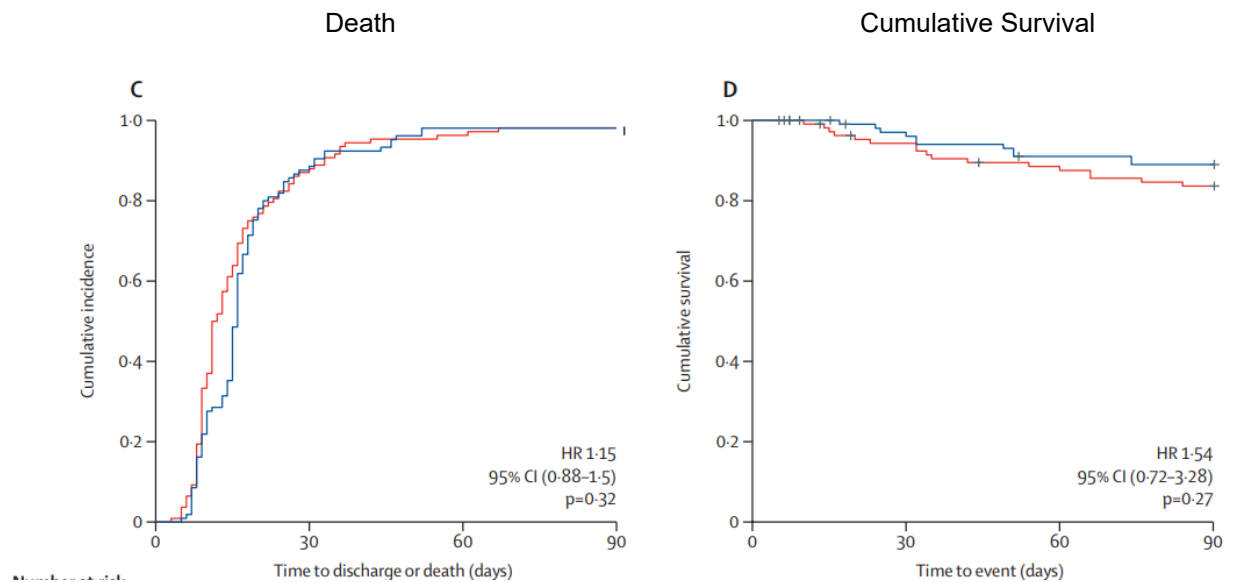 Death
Cumulative Survival
C
D
1·0
0·8
0·6
0·4
0·2
0
Cumulative incidence
0
30
60
90
HR 1·15
95% CI (0·88–1·5)
p=0·32
Time to discharge or death (days)
1·0
0·8
0·6
0·4
0·2
0
Cumulative survival
0
30
60
90
HR 1·54
95% CI (0·72–3·28)
p=0·27
Time to event (days)
Number at risk